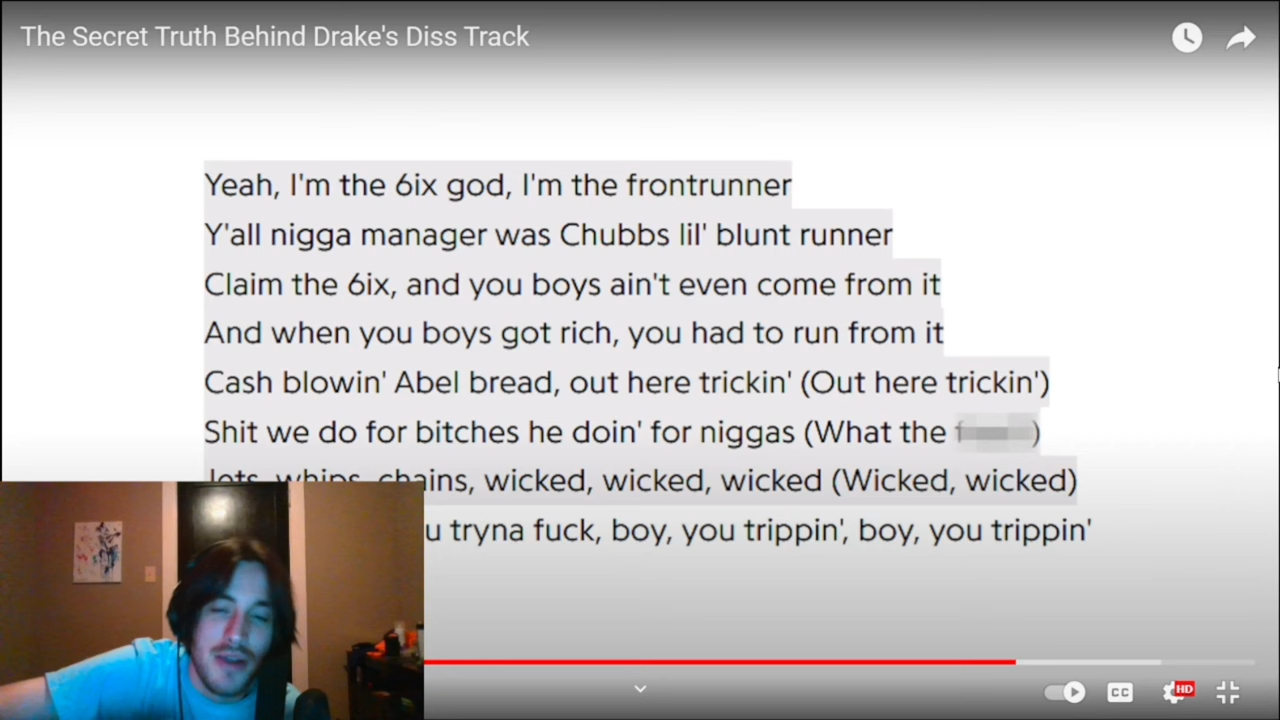 The Secret Truth Behind Drake's Diss Track
Yeah, I'm the 6ix god, I'm the frontrunner
Y'all nigga manager was Chubbs lil' blunt runner
Claim the 6ix, and you boys ain't even come from it
And when you boys got rich, you had to run from it
Cash blowin' Abel bread, out here trickin' (Out here trickin')
Shit we do for bitches he doin' for niggas (What the )
Jets, whips, chains, wicked, wicked, wicked (Wicked, wicked)
tryna fuck, boy, you trippin', boy, you trippin'
CC
HD